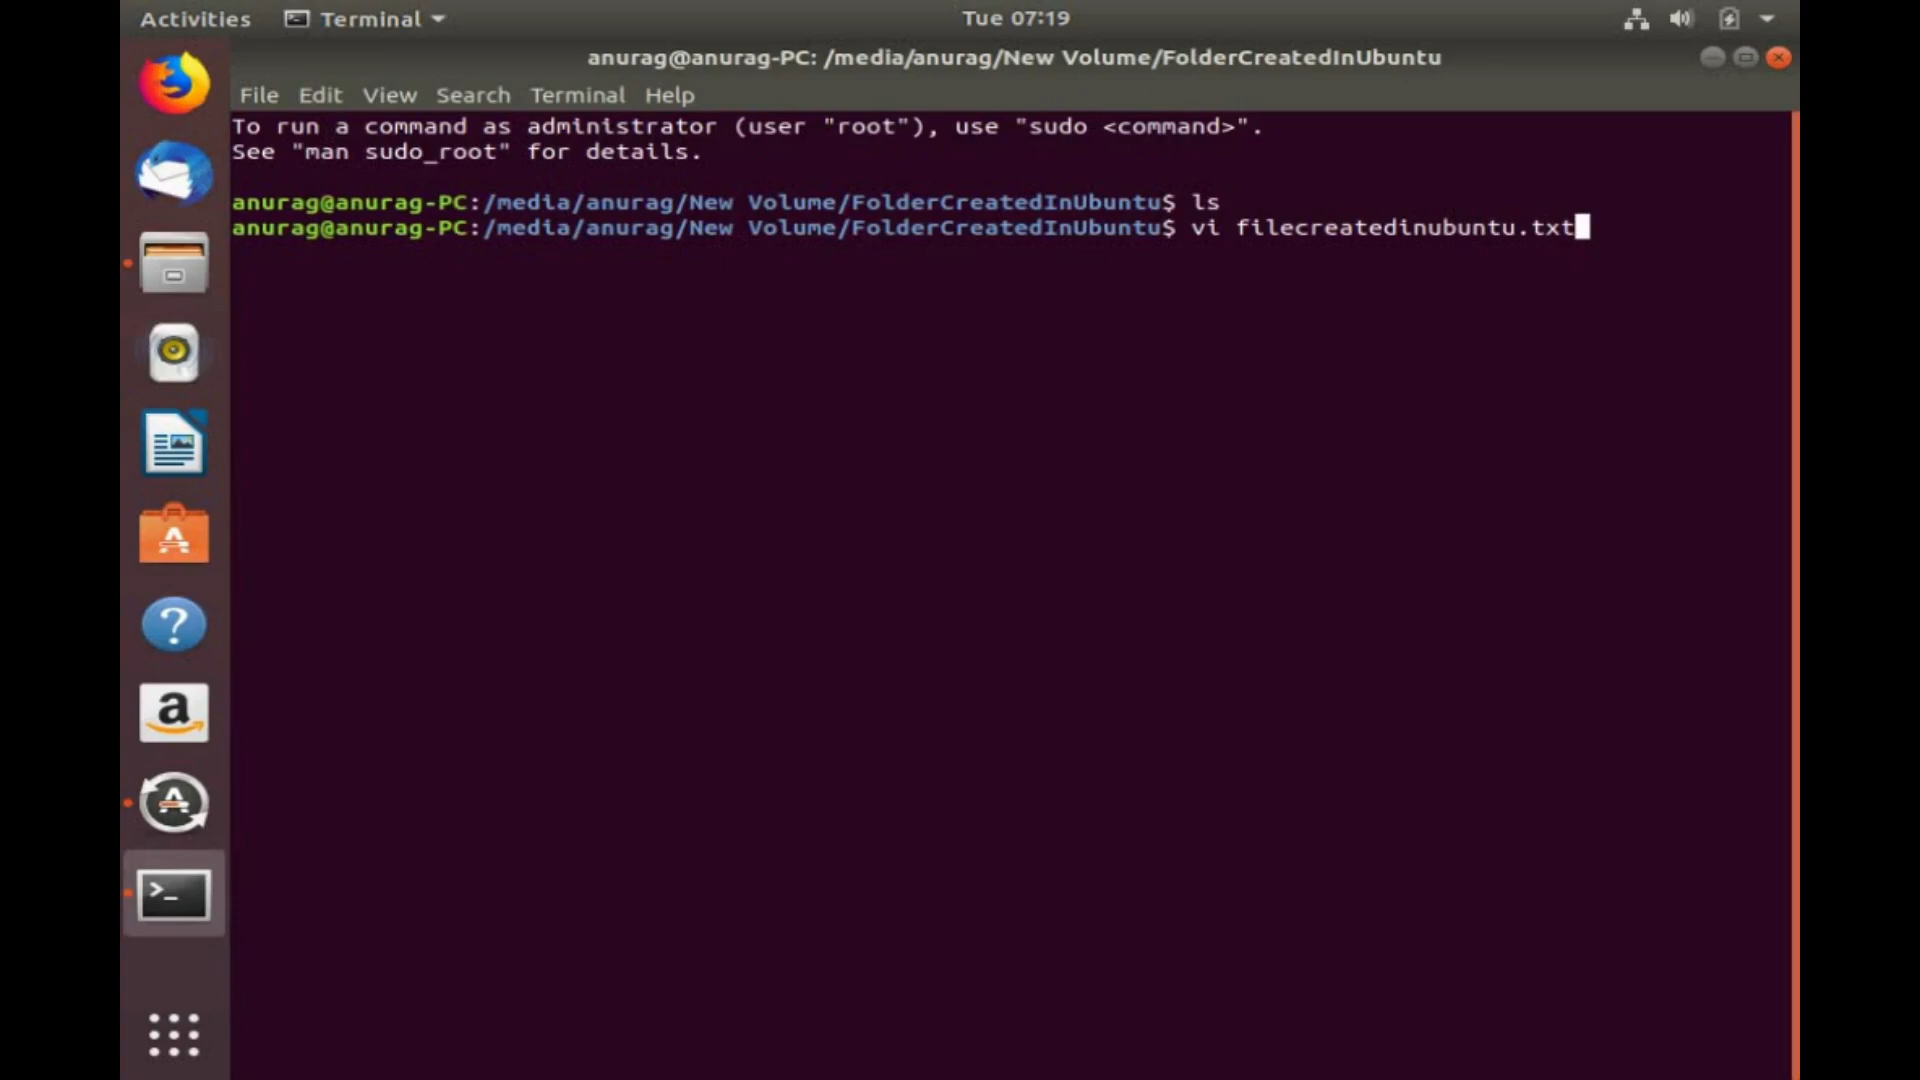 Activities Terminal Tue 07:19
anurag@anurag-PC: /media/anurag/New Volume/FolderCreatedInUbuntu
File Edit View Search Terminal Help
To run a command as administrator (user "root"), use "sudo <command>".
See "man sudo_root" for details.
anurag@anurag-PC:/media/anurag/New Volume/FolderCreatedInUbuntu$ ls
anurag@anurag-PC:/media/anurag/New Volume/FolderCreatedInUbuntu$ vi filecreatedinubuntu.txt